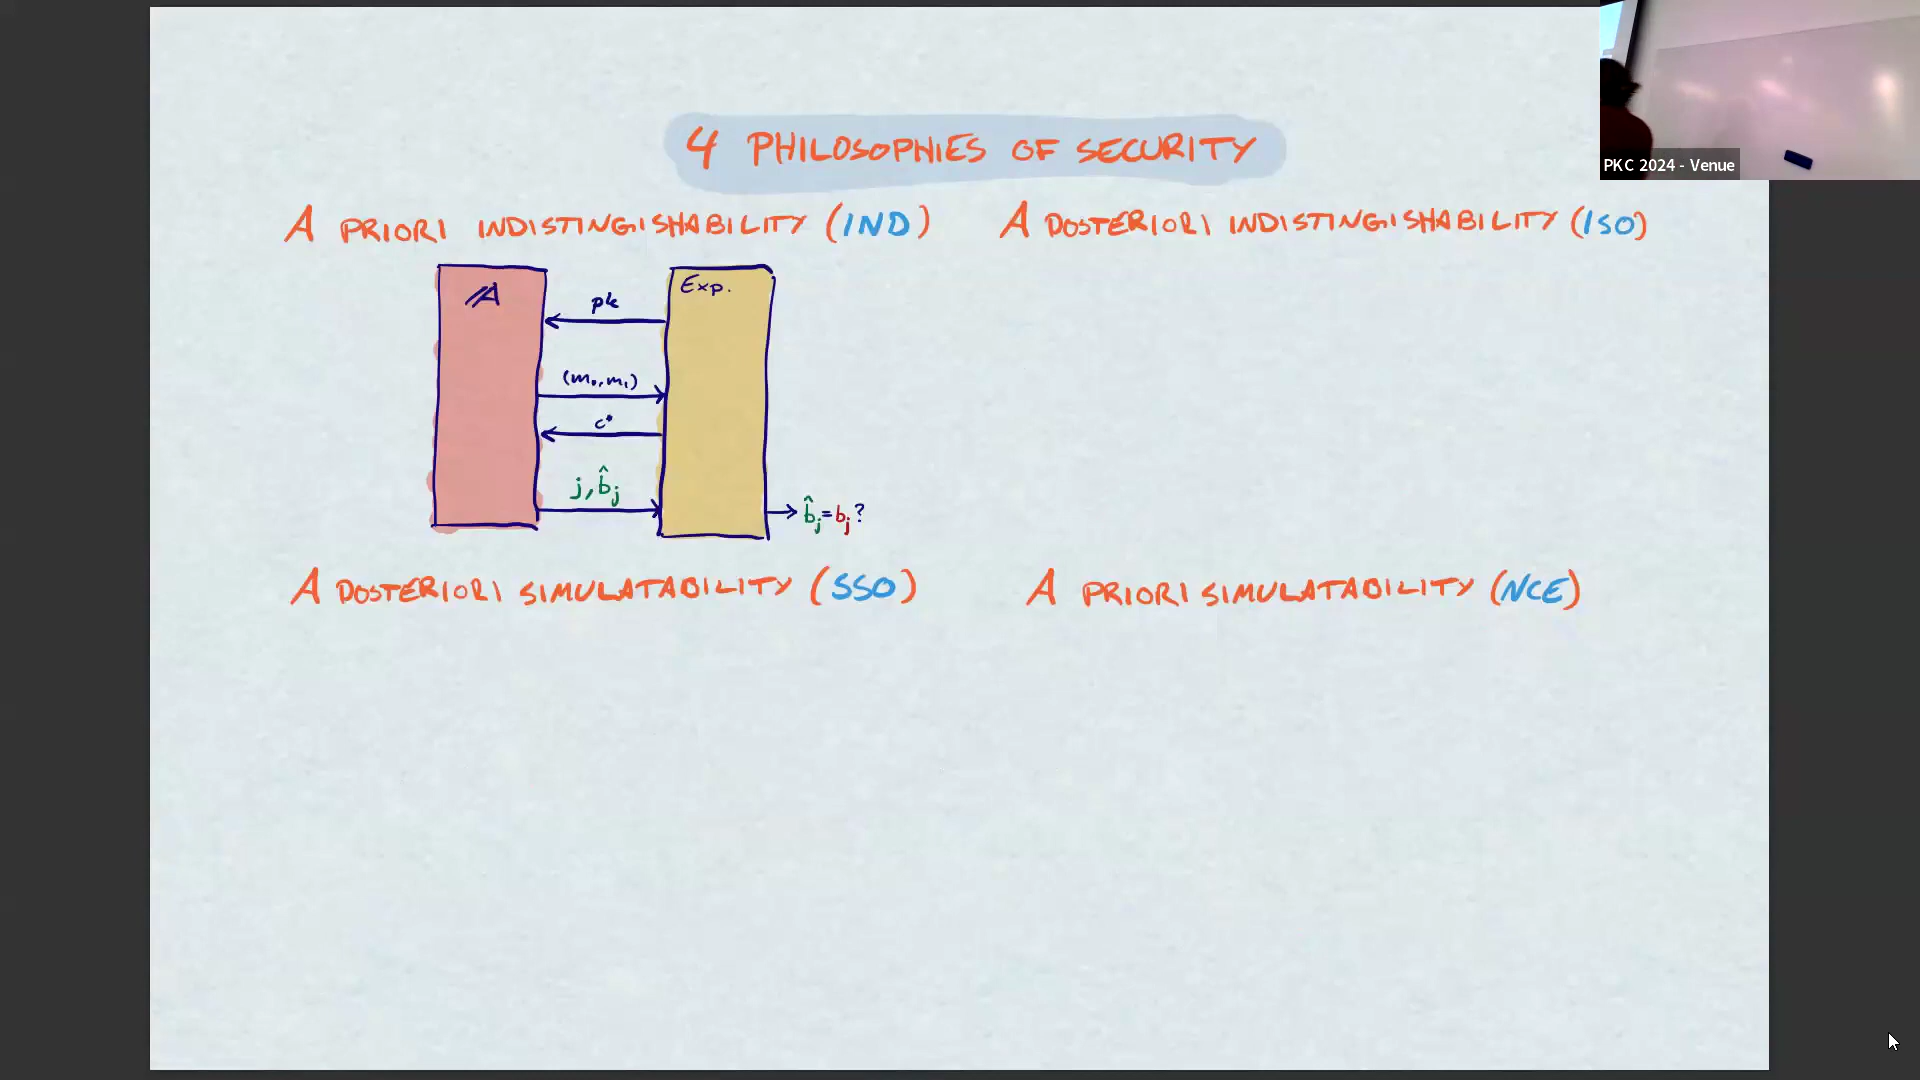 4 PHILOSOPHIES OF SECURITY
PKC 2024 - Venue
A PRIORI INDISTINGISHABILITY (IND)
A POSTERIORI INDISTINGISHABILITY (ISO)
A
Exp.
pk
(m₀, m₁)
c*
j, b̂ⱼ
b̂ⱼ=bⱼ?
A POSTERIORI SIMULATABILITY (SSO)
A PRIORI SIMULATABILITY (NCE)